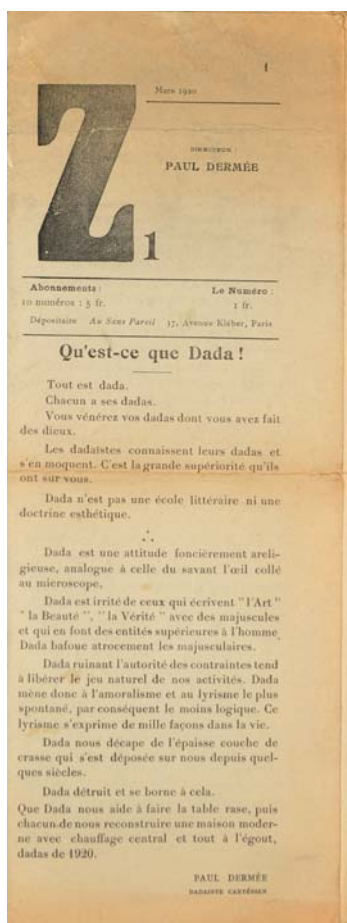 1
Mars 1920
Z
1
DIRECTEUR :
PAUL DERMÉE
Abonnements :
10 numéros : 5 fr.
Le Numéro :
1 fr.
Dépositaire Au Sans Pareil 37, Avenue Kléber, Paris
Qu'est-ce que Dada !
Tout est dada.
Chacun a ses dadas.
Vous vénérez vos dadas dont vous avez fait
des dieux.
Les dadaïstes connaissent leurs dadas et
s'en moquent. C'est la grande supériorité qu'ils
ont sur vous.
Dada n'est pas une école littéraire ni une
doctrine esthétique.
Dada est une attitude foncièrement areli-
gieuse, analogue à celle du savant l'œil collé
au microscope.
Dada est irrité de ceux qui écrivent "l'Art"
"la Beauté", "la Vérité" avec des majuscules
et qui en font des entités supérieures à l'homme
Dada bafoue atrocement les majusculaires.
Dada ruinant l'autorité des contraintes tend
à libérer le jeu naturel de nos activités. Dada
mène donc à l'amoralisme et au lyrisme le plus
spontané, par conséquent le moins logique. Ce
lyrisme s'exprime de mille façons dans la vie.
Dada nous décape de l'épaisse couche de
crasse qui s'est déposée sur nous depuis quel-
ques siècles.
Dada détruit et se borne à cela.
Que Dada nous aide à faire la table rase, puis
chacun de nous reconstruire une maison moder-
ne avec chauffage central et tout à l'égout,
dadas de 1920.
PAUL DERMÉE
DADAISTE CARTÉSIEN